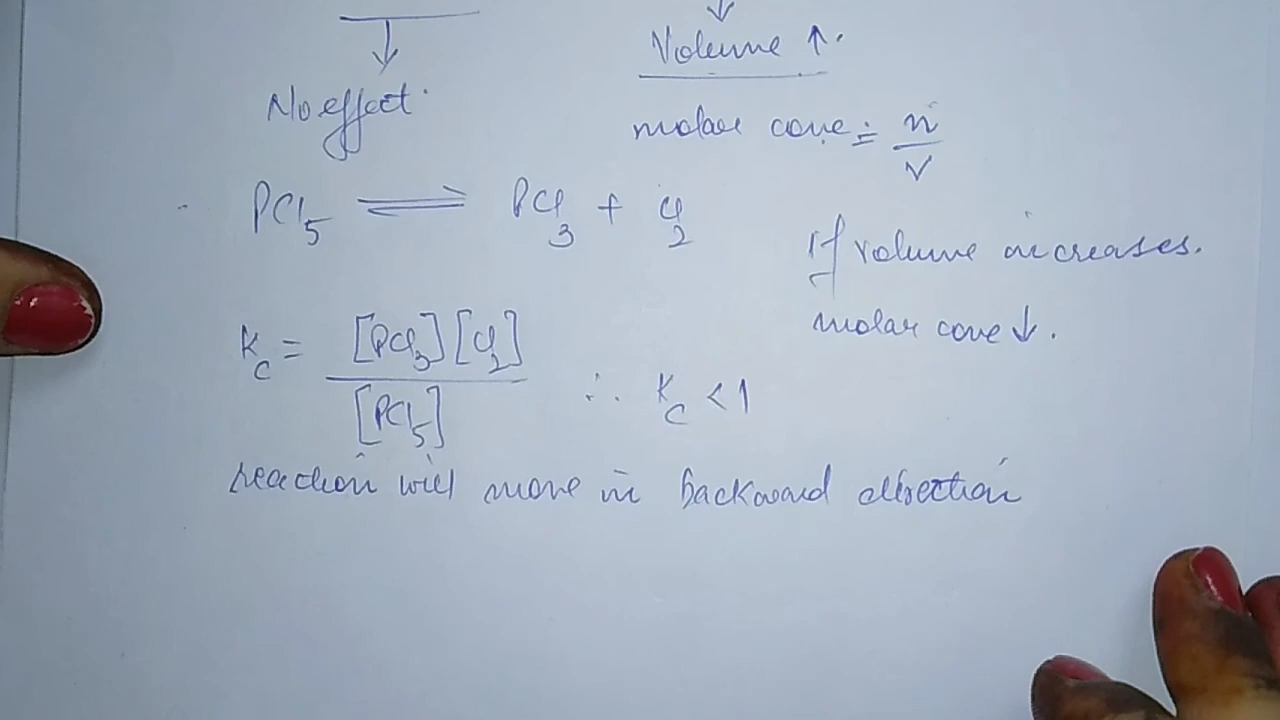 Volume ↑.
No effect.
molar conc = n/V
PCl5 ⇌ PCl3 + Cl2
If volume increases.
molar conc ↓.
Kc = [PCl3][Cl2] / [PCl5] ∴ Kc < 1
reaction will move in backward direction